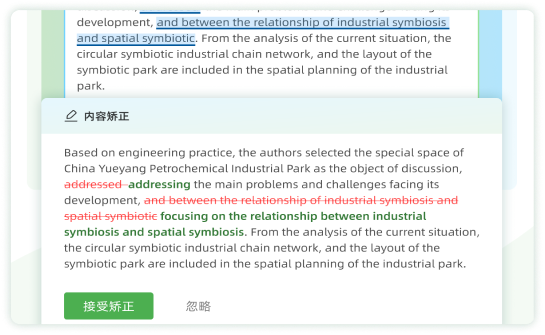 development, and between the relationship of industrial symbiosis
and spatial symbiotic. From the analysis of the current situation, the
circular symbiotic industrial chain network, and the layout of the
symbiotic park are included in the spatial planning of the industrial
park.
内容矫正
Based on engineering practice, the authors selected the special space of
China Yueyang Petrochemical Industrial Park as the object of discussion,
addressed addressing the main problems and challenges facing its
development, and between the relationship of industrial symbiosis and
spatial symbiotic focusing on the relationship between industrial
symbiosis and spatial symbiosis. From the analysis of the current situation,
the circular symbiotic industrial chain network, and the layout of the
symbiotic park are included in the spatial planning of the industrial park.
接受矫正
忽略